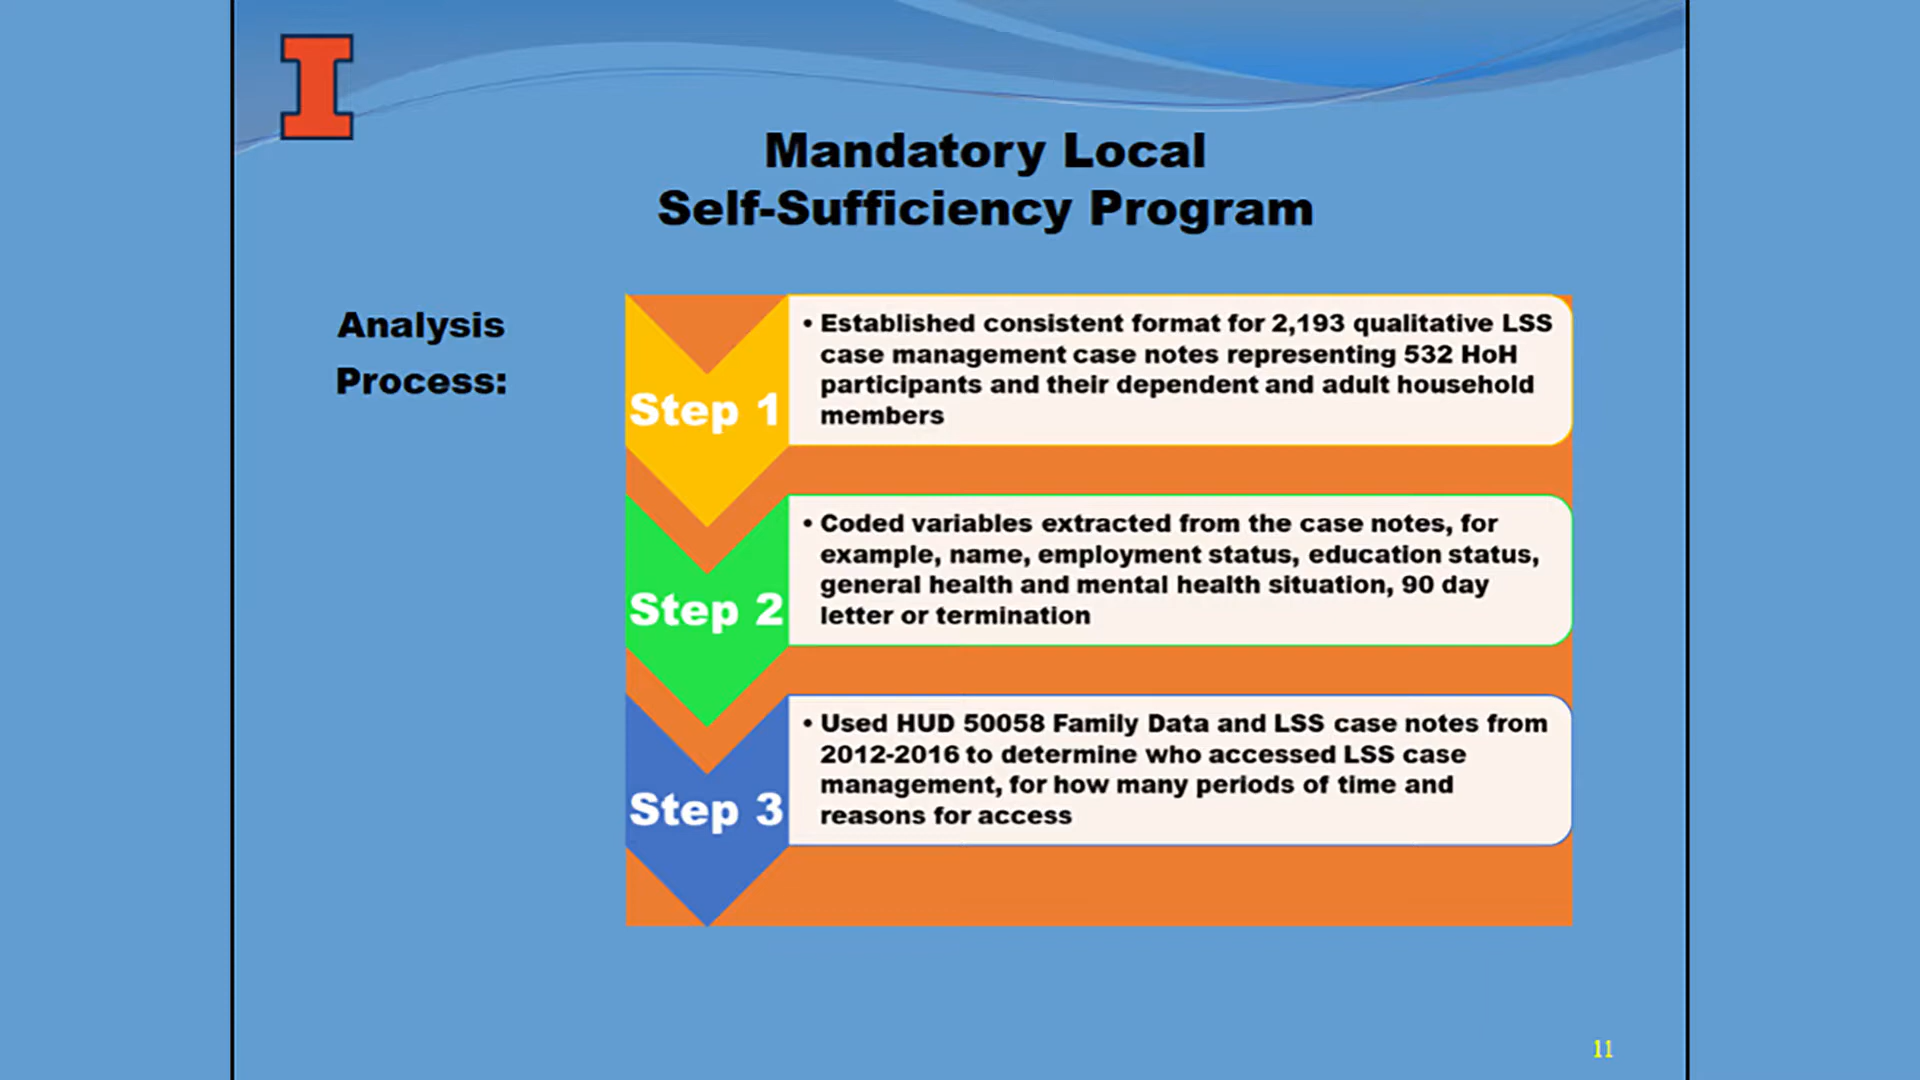 I
Mandatory Local
Self-Sufficiency Program
Analysis
Process:
Step 1
• Established consistent format for 2,193 qualitative LSS
case management case notes representing 532 HoH
participants and their dependent and adult household
members
Step 2
• Coded variables extracted from the case notes, for
example, name, employment status, education status,
general health and mental health situation, 90 day
letter or termination
Step 3
• Used HUD 50058 Family Data and LSS case notes from
2012-2016 to determine who accessed LSS case
management, for how many periods of time and
reasons for access
11